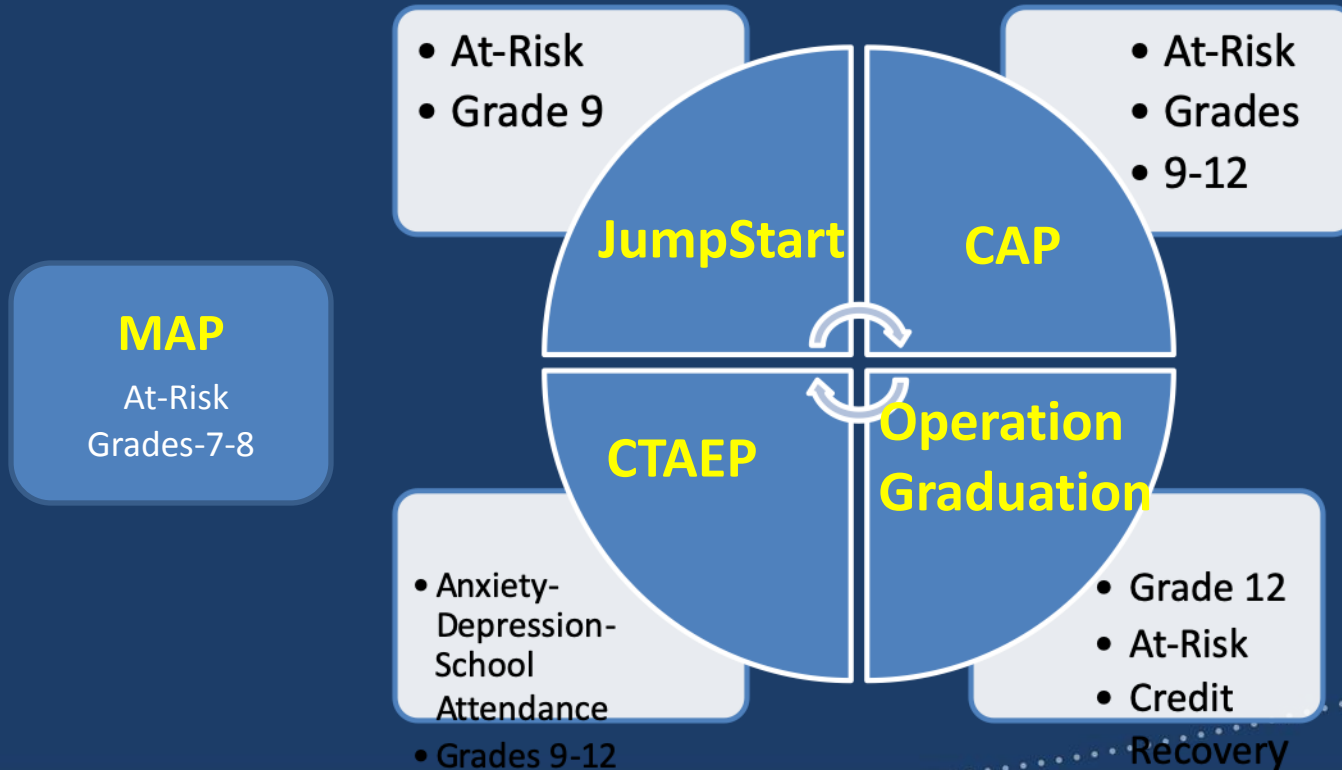 • At-Risk
• Grade 9
• At-Risk
• Grades
• 9-12
JumpStart
CAP
MAP
At-Risk
Grades-7-8
CTAEP
Operation
Graduation
• Anxiety-
Depression-
School
Attendance
• Grades 9-12
• Grade 12
• At-Risk
• Credit
Recovery